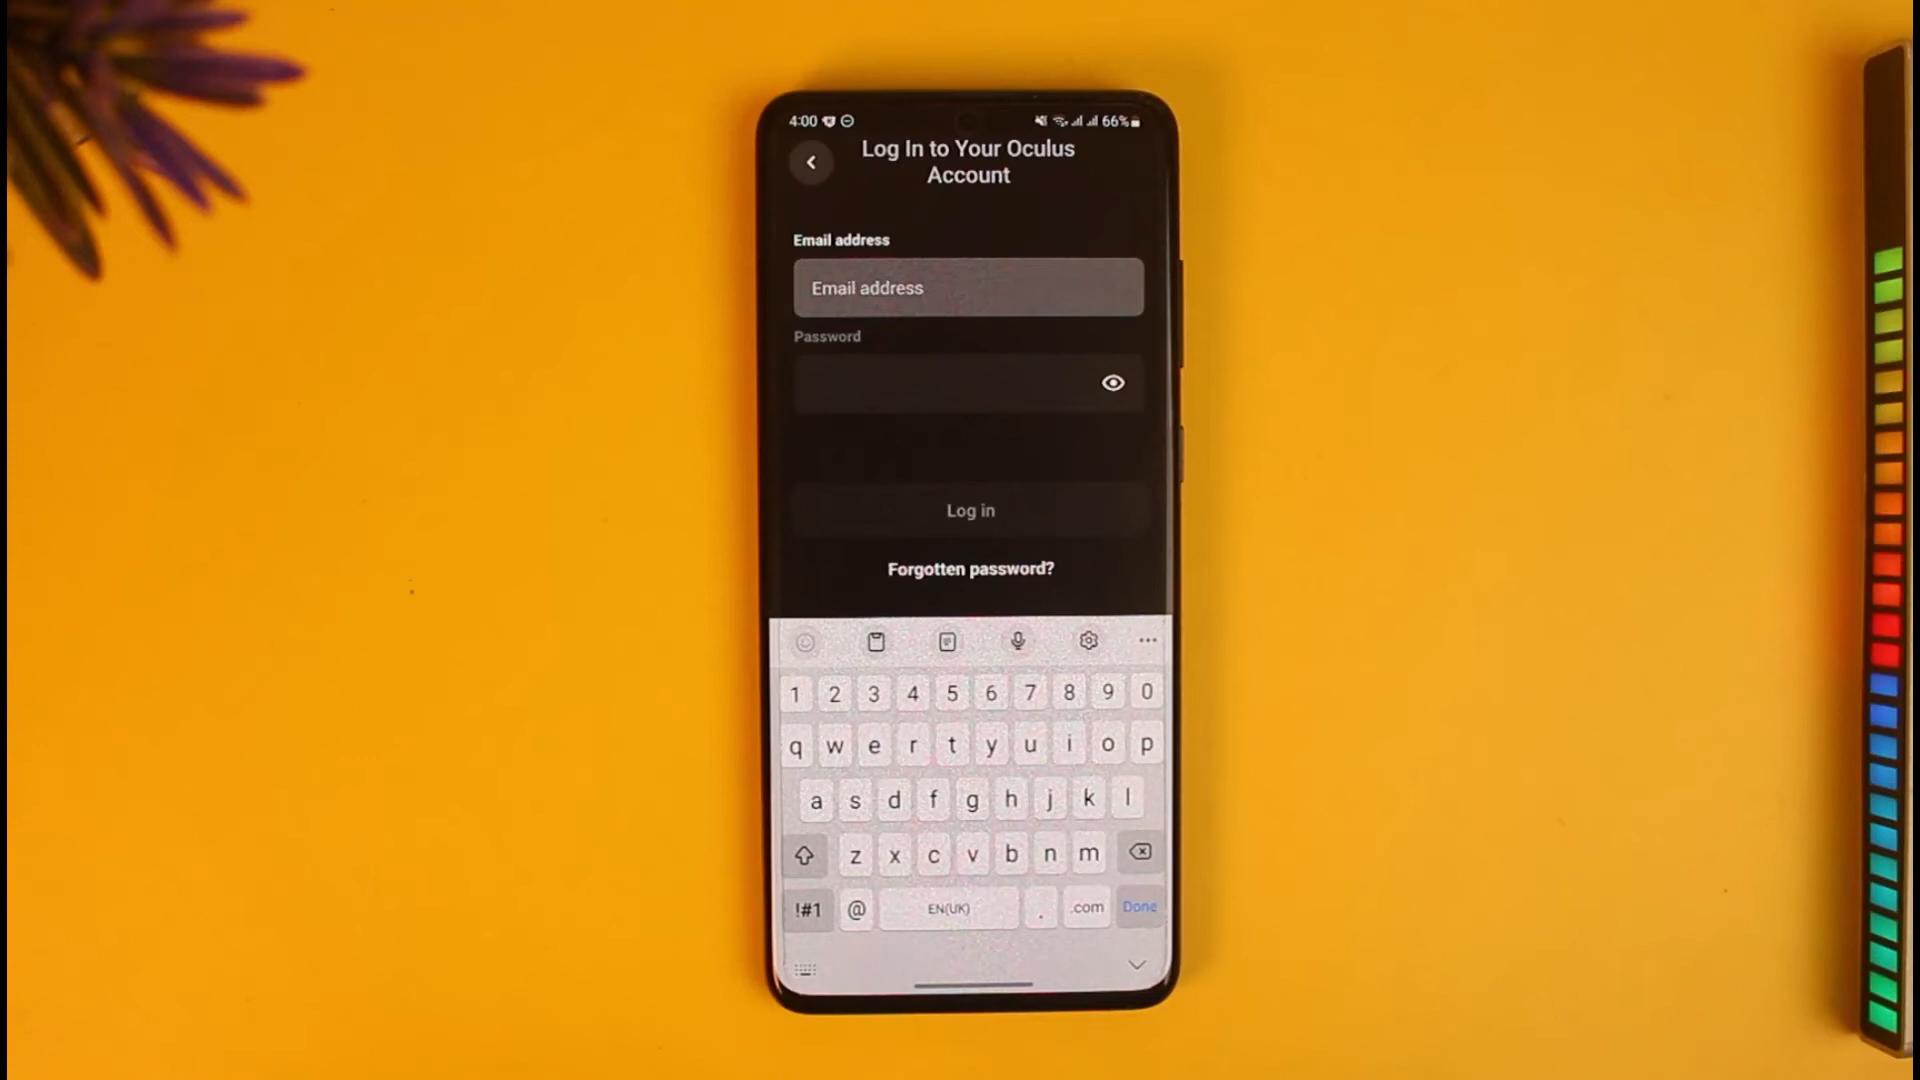 4:00 66%
Log In to Your Oculus
Account
Email address
Email address
Password
Log in
Forgotten password?
1 2 3 4 5 6 7 8 9 0
q w e r t y u i o p
a s d f g h j k l
z x c v b n m
!#1 @ EN(UK) . .com Done